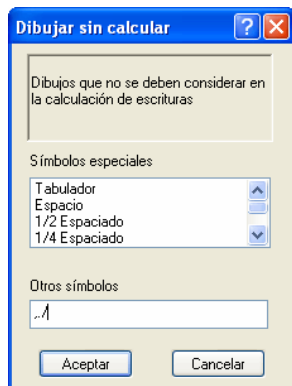 Dibujar sin calcular
Dibujos que no se deben considerar en
la calculación de escrituras
Símbolos especiales
Tabulador
Espacio
1/2 Espaciado
1/4 Espaciado
Otros símbolos
,./
Aceptar
Cancelar